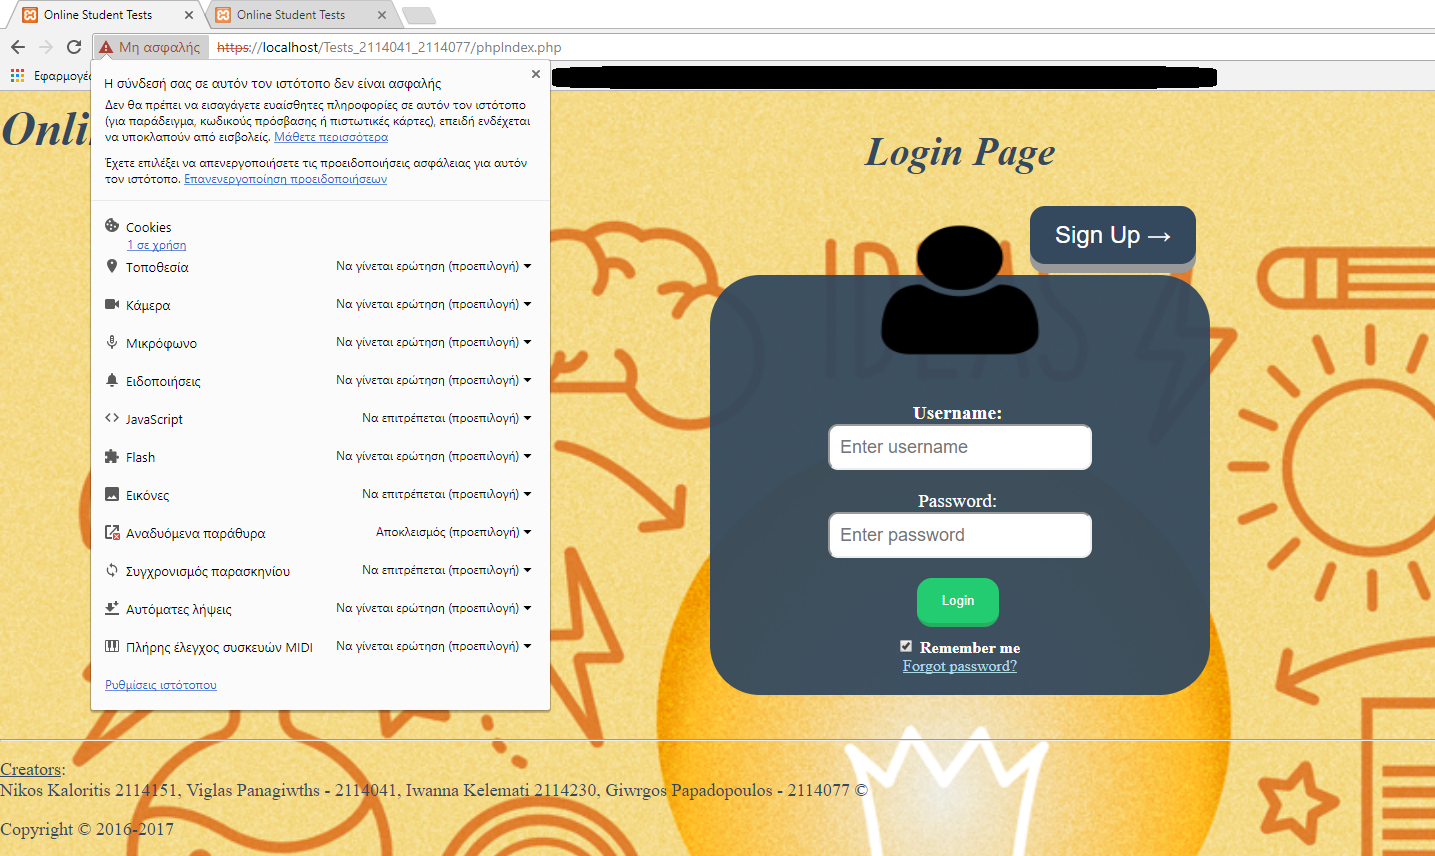 Online Student Tests
Online Student Tests
Μη ασφαλής
https://localhost/Tests_2114041_2114077/phpIndex.php
Εφαρμογές
Η σύνδεσή σας σε αυτόν τον ιστότοπο δεν είναι ασφαλής
Δεν θα πρέπει να εισαγάγετε ευαίσθητες πληροφορίες σε αυτόν τον ιστότοπο
(για παράδειγμα, κωδικούς πρόσβασης ή πιστωτικές κάρτες), επειδή ενδέχεται
να υποκλαπούν από εισβολείς. Μάθετε περισσότερα
Έχετε επιλέξει να απενεργοποιήσετε τις προειδοποιήσεις ασφάλειας για αυτόν
τον ιστότοπο. Επανενεργοποίηση προειδοποιήσεων
Cookies
1 σε χρήση
Τοποθεσία Να γίνεται ερώτηση (προεπιλογή)
Κάμερα Να γίνεται ερώτηση (προεπιλογή)
Μικρόφωνο Να γίνεται ερώτηση (προεπιλογή)
Ειδοποιήσεις Να γίνεται ερώτηση (προεπιλογή)
JavaScript Να επιτρέπεται (προεπιλογή)
Flash Να γίνεται ερώτηση (προεπιλογή)
Εικόνες Να επιτρέπεται (προεπιλογή)
Αναδυόμενα παράθυρα Αποκλεισμός (προεπιλογή)
Συγχρονισμός παρασκηνίου Να επιτρέπεται (προεπιλογή)
Αυτόματες λήψεις Να γίνεται ερώτηση (προεπιλογή)
Πλήρης έλεγχος συσκευών MIDI Να γίνεται ερώτηση (προεπιλογή)
Ρυθμίσεις ιστότοπου
Onli
Login Page
Sign Up →
IDEAS
Username:
Enter username
Password:
Enter password
Login
Remember me
Forgot password?
Creators:
Nikos Kaloritis 2114151, Viglas Panagiwths - 2114041, Iwanna Kelemati 2114230, Giwrgos Papadopoulos - 2114077 ©
Copyright © 2016-2017